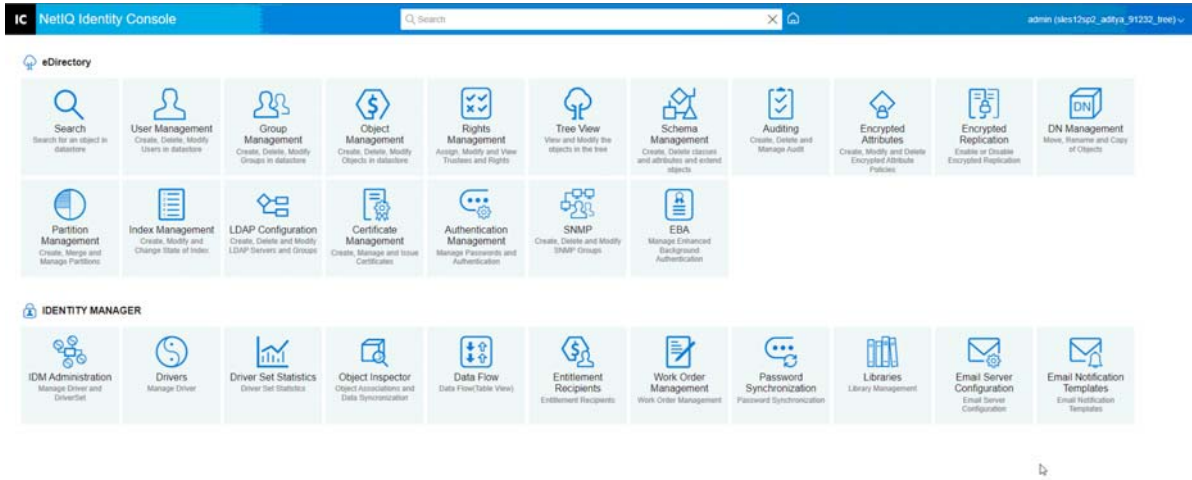 IC NetIQ Identity Console
Search
admin (sles12sp2_aditya_91232_tree)
eDirectory
Search
Search for an object in
datastore
User Management
Create, Delete, Modify
Users in datastore
Group
Management
Create, Delete, Modify
Groups in datastore
Object
Management
Create, Delete, Modify
Objects in datastore
Rights
Management
Assign, Modify and View
Trustees and Rights
Tree View
View and Modify the
objects in the tree
Schema
Management
Create, Delete classes
and attributes and extend
objects
Auditing
Create, Delete and
Manage Audit
Encrypted
Attributes
Create, Modify and Delete
Encrypted Attribute
Policies
Encrypted
Replication
Enable or Disable
Encrypted Replication
DN
DN Management
Move, Rename and Copy
of Objects
Partition
Management
Create, Merge and
Manage Partitions
Index Management
Create, Modify and
Change State of Index
LDAP Configuration
Create, Delete and Modify
LDAP Servers and Groups
Certificate
Management
Create, Manage and Issue
Certificates
Authentication
Management
Manage Passwords and
Authentication
SNMP
Create, Delete and Modify
SNMP Groups
EBA
Manage Enhanced
Background
Authentication
IDENTITY MANAGER
IDM Administration
Manage Driver and
DriverSet
Drivers
Manage Driver
Driver Set Statistics
Driver Set Statistics
Object Inspector
Object Associations and
Data Syncronization
Data Flow
Data Flow(Table View)
Entitlement
Recipients
Entitlement Recipients
Work Order
Management
Work Order Management
Password
Synchronization
Password Synchronization
Libraries
Library Management
Email Server
Configuration
Email Server
Configuration
Email Notification
Templates
Email Notification
Templates